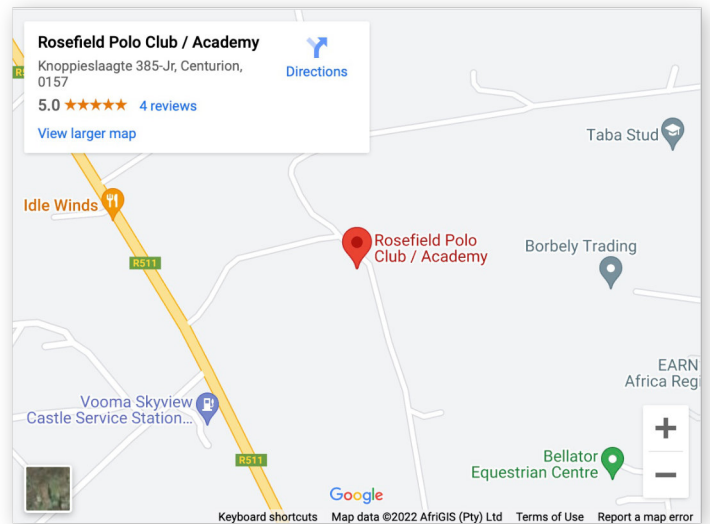 Rosefield Polo Club / Academy
Knoppieslaagte 385-Jr, Centurion,
0157
5.0 ★★★★★ 4 reviews
View larger map
Directions
R5
Taba Stud
Idle Winds
Rosefield Polo
Club / Academy
Borbely Trading
R511
EARN
Africa Regi
Vooma Skyview
Castle Service Station...
R511
Bellator
Equestrian Centre
+
−
Google
Keyboard shortcuts Map data ©2022 AfriGIS (Pty) Ltd Terms of Use Report a map error